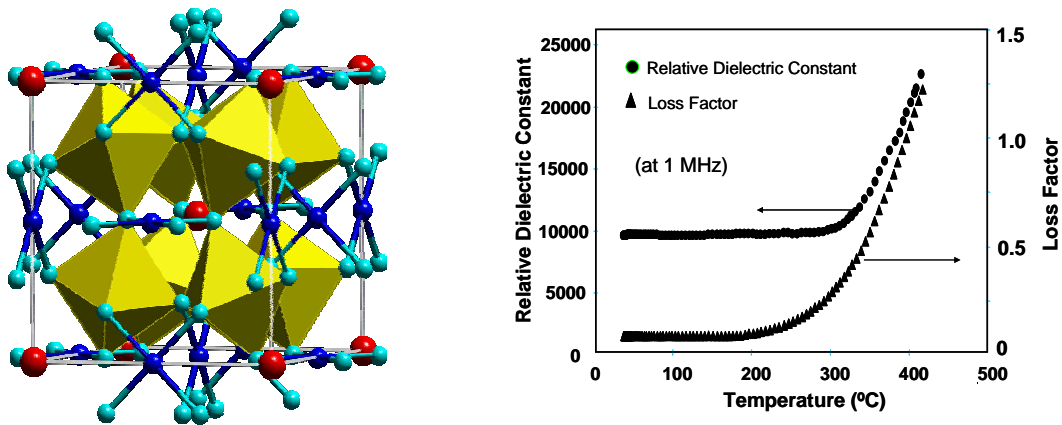 25000
20000
15000
10000
5000
0
Relative Dielectric Constant
Relative Dielectric Constant
Loss Factor
(at 1 MHz)
1.5
1.0
0.5
0
Loss Factor
0
100
200
300
400
500
Temperature (ºC)